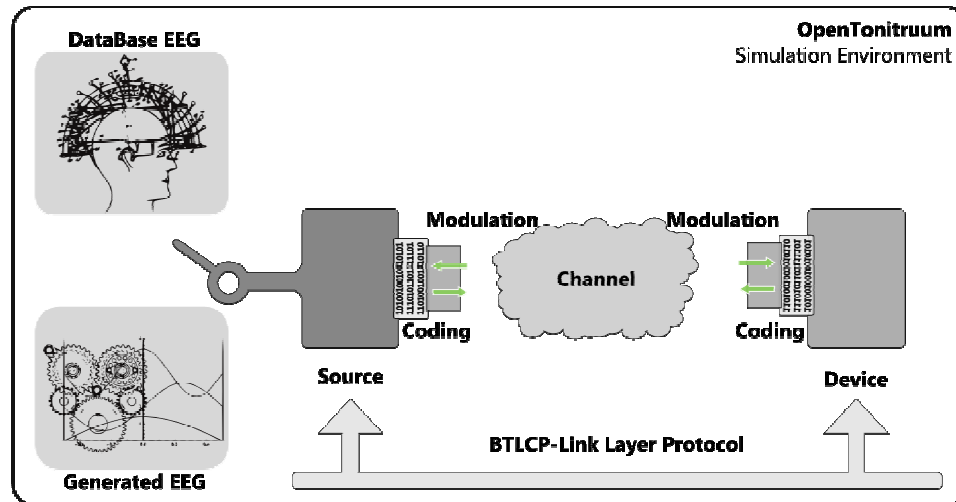 DataBase EEG
OpenTonitruum
Simulation Environment
Modulation
Modulation
Channel
Coding
Coding
Source
Device
BTLCP-Link Layer Protocol
Generated EEG